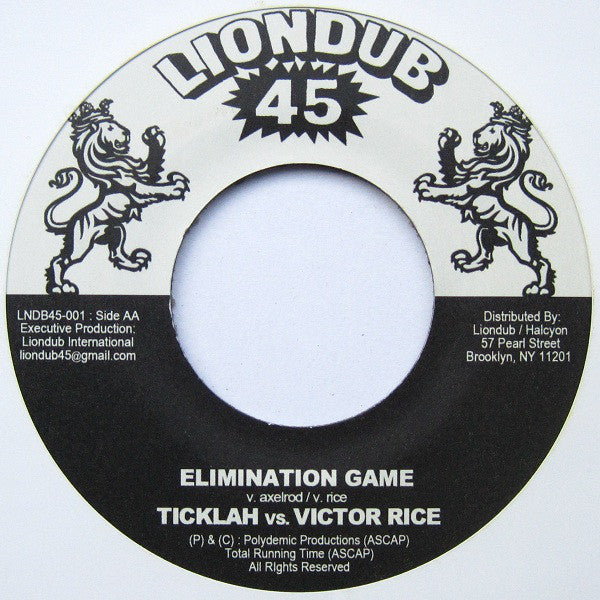 LIONDUB
45
LNDB45-001 : Side AA
Executive Production:
Liondub International
liondub45@gmail.com
Distributed By:
Liondub / Halcyon
57 Pearl Street
Brooklyn, NY 11201
ELIMINATION GAME
v. axelrod / v. rice
TICKLAH vs. VICTOR RICE
(P) & (C) : Polydemic Productions (ASCAP)
Total Running Time (ASCAP)
All RIghts Reserved